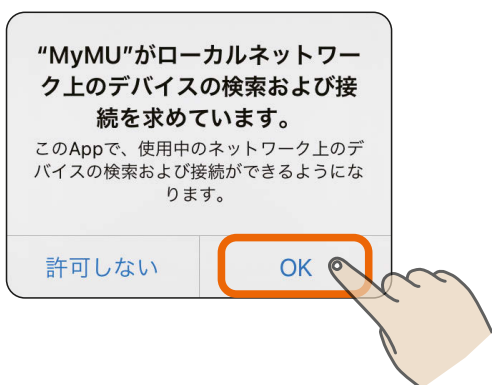 “MyMU”がローカルネットワー
ク上のデバイスの検索および接
続を求めています。
このAppで、使用中のネットワーク上のデ
バイスの検索および接続ができるようにな
ります。
許可しない
OK